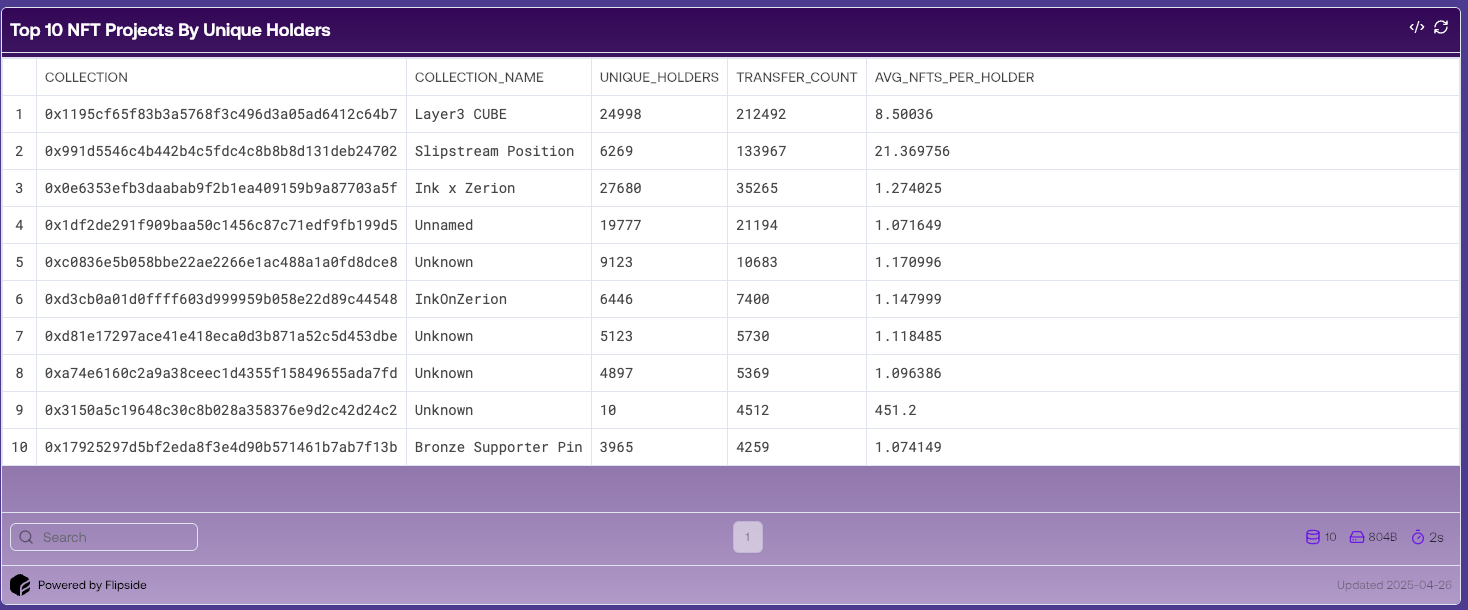 Top 10 NFT Projects By Unique Holders
COLLECTION COLLECTION_NAME UNIQUE_HOLDERS TRANSFER_COUNT AVG_NFTS_PER_HOLDER
1 0x1195cf65f83b3a5768f3c496d3a05ad6412c64b7 Layer3 CUBE 24998 212492 8.50036
2 0x991d5546c4b442b4c5fdc4c8b8b8d131deb24702 Slipstream Position 6269 133967 21.369756
3 0x0e6353efb3daabab9f2b1ea409159b9a87703a5f Ink x Zerion 27680 35265 1.274025
4 0x1df2de291f909baa50c1456c87c71edf9fb199d5 Unnamed 19777 21194 1.071649
5 0xc0836e5b058bbe22ae2266e1ac488a1a0fd8dce8 Unknown 9123 10683 1.170996
6 0xd3cb0a01d0ffff603d999959b058e22d89c44548 InkOnZerion 6446 7400 1.147999
7 0xd81e17297ace41e418eca0d3b871a52c5d453dbe Unknown 5123 5730 1.118485
8 0xa74e6160c2a9a38ceec1d4355f15849655ada7fd Unknown 4897 5369 1.096386
9 0x3150a5c19648c30c8b028a358376e9d2c42d24c2 Unknown 10 4512 451.2
10 0x17925297d5bf2eda8f3e4d90b571461b7ab7f13b Bronze Supporter Pin 3965 4259 1.074149
Search 1 10 804B 2s
Powered by Flipside Updated 2025-04-26